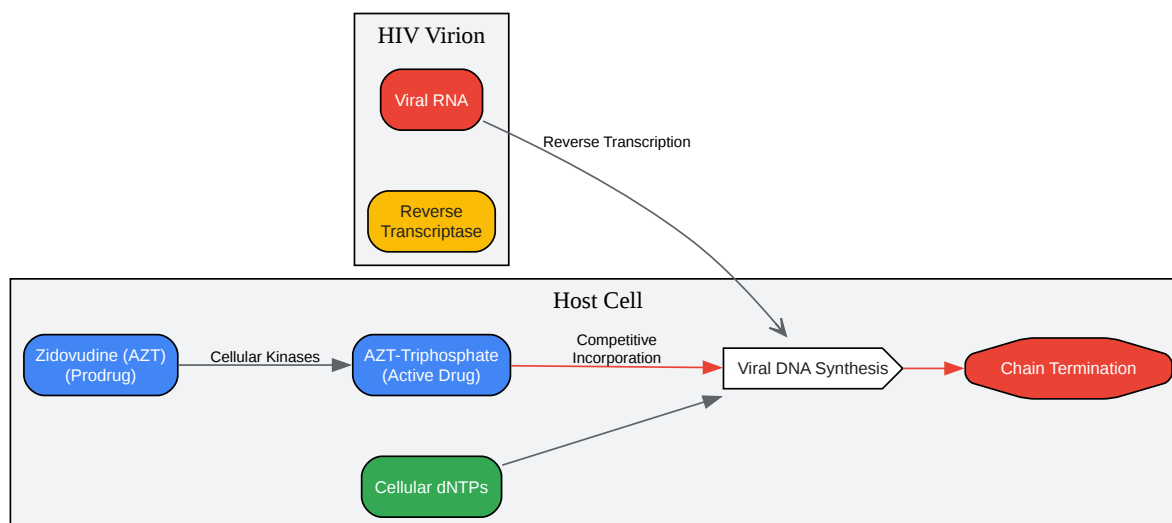 HIV Virion
Viral RNA
Reverse Transcription
Reverse
Transcriptase
Host Cell
Zidovudine (AZT)
(Prodrug)
Cellular Kinases
AZT-Triphosphate
(Active Drug)
Competitive
Incorporation
Viral DNA Synthesis
Chain Termination
Cellular dNTPs